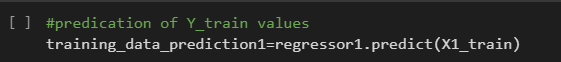 [ ] #predication of Y_train values
training_data_prediction1=regressor1.predict(X1_train)